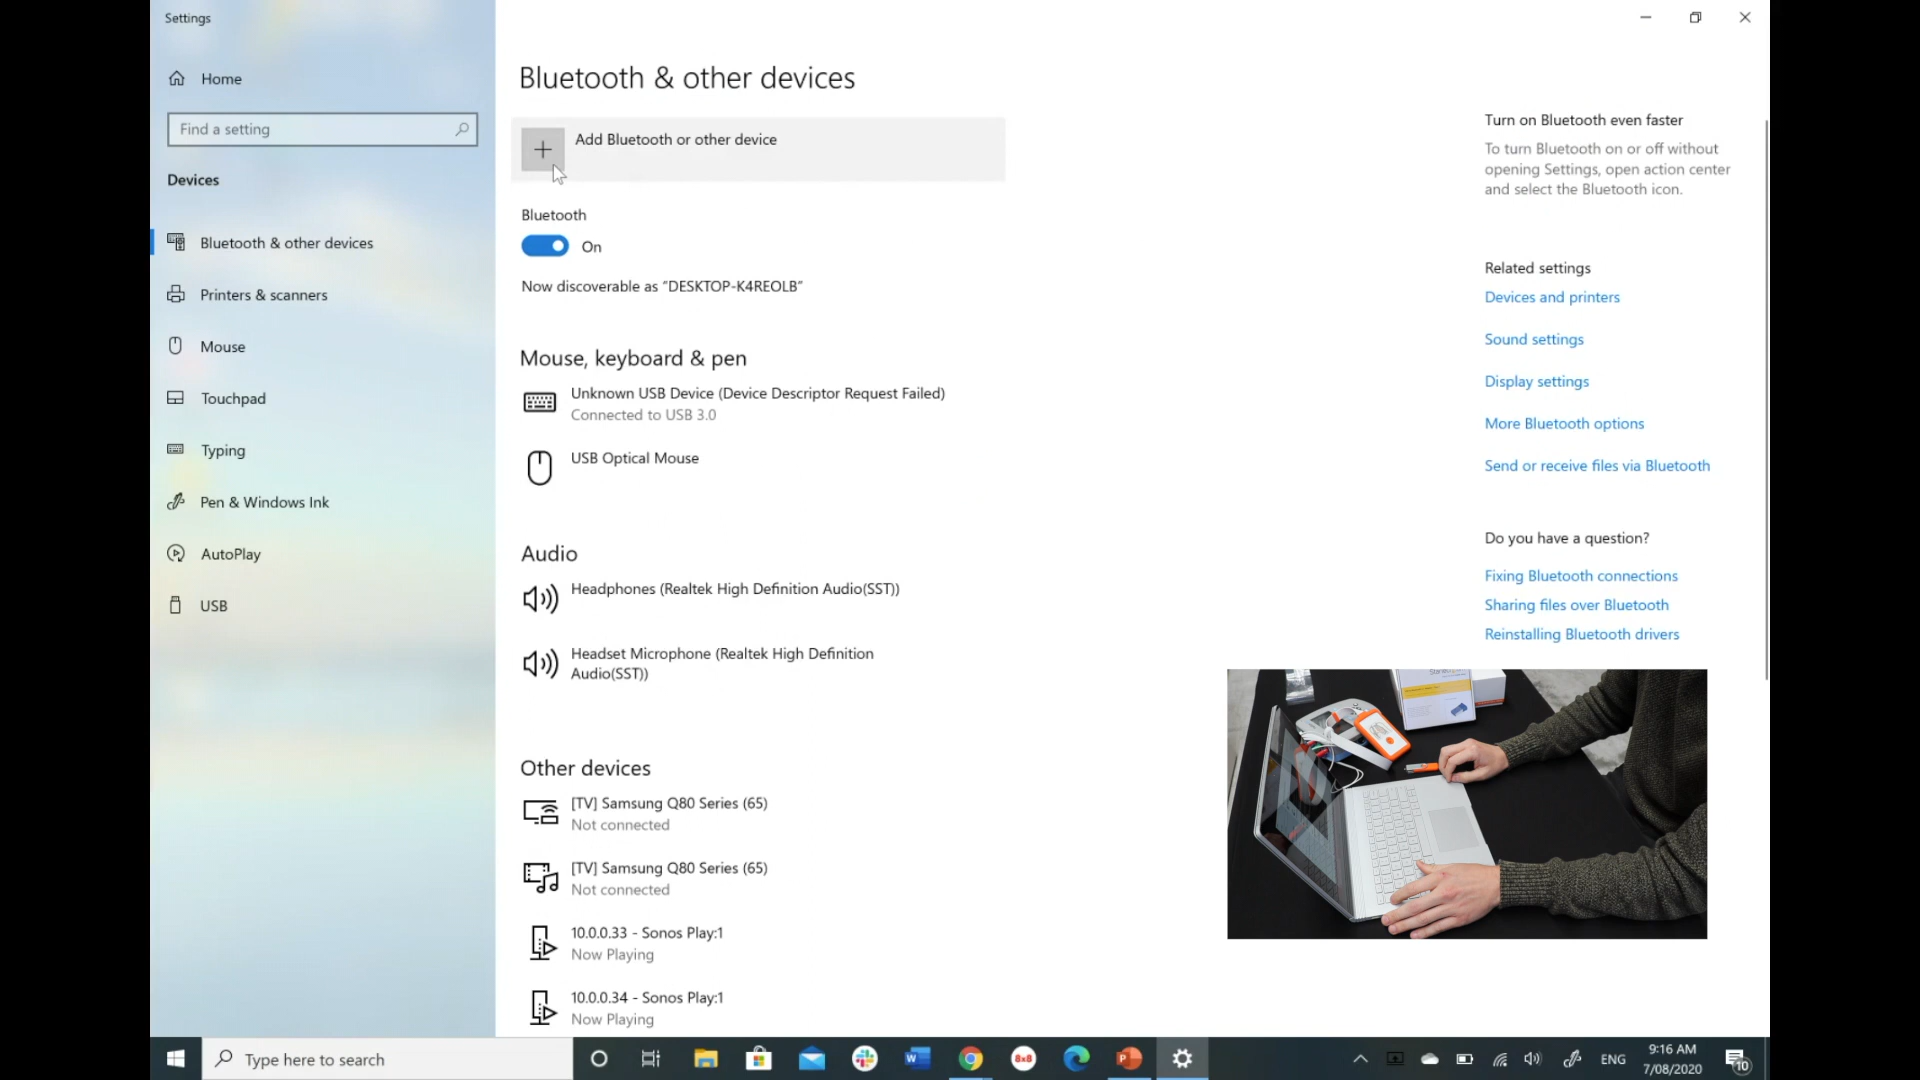 Settings
Home
Find a setting
Devices
Bluetooth & other devices
Printers & scanners
Mouse
Touchpad
Typing
Pen & Windows Ink
AutoPlay
USB
Bluetooth & other devices
Add Bluetooth or other device
Bluetooth
On
Now discoverable as “DESKTOP-K4REOLB”
Mouse, keyboard & pen
Unknown USB Device (Device Descriptor Request Failed)
Connected to USB 3.0
USB Optical Mouse
Audio
Headphones (Realtek High Definition Audio(SST))
Headset Microphone (Realtek High Definition
Audio(SST))
Other devices
[TV] Samsung Q80 Series (65)
Not connected
[TV] Samsung Q80 Series (65)
Not connected
10.0.0.33 - Sonos Play:1
Now Playing
10.0.0.34 - Sonos Play:1
Now Playing
Turn on Bluetooth even faster
To turn Bluetooth on or off without
opening Settings, open action center
and select the Bluetooth icon.
Related settings
Devices and printers
Sound settings
Display settings
More Bluetooth options
Send or receive files via Bluetooth
Do you have a question?
Fixing Bluetooth connections
Sharing files over Bluetooth
Reinstalling Bluetooth drivers
Type here to search
W
8x8
P
ENG
9:16 AM
7/08/2020
10